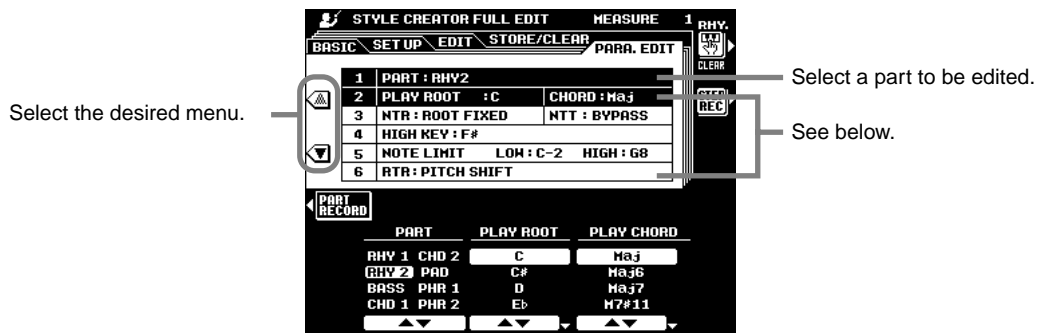 STYLE CREATOR FULL EDIT MEASURE 1
RHY.
BASIC SET UP EDIT STORE/CLEAR PARA. EDIT
CLEAR
1 PART : RHY2
Select a part to be edited.
2 PLAY ROOT :C CHORD : Maj
STEP REC
Select the desired menu.
3 NTR : ROOT FIXED NTT : BYPASS
See below.
4 HIGH KEY : F#
5 NOTE LIMIT LOW : C-2 HIGH : G8
6 RTR : PITCH SHIFT
PART
RECORD
PART PLAY ROOT PLAY CHORD
RHY 1 CHD 2 C Maj
RHY 2 PAD C# Maj6
BASS PHR 1 D Maj7
CHD 1 PHR 2 E♭ M7#11